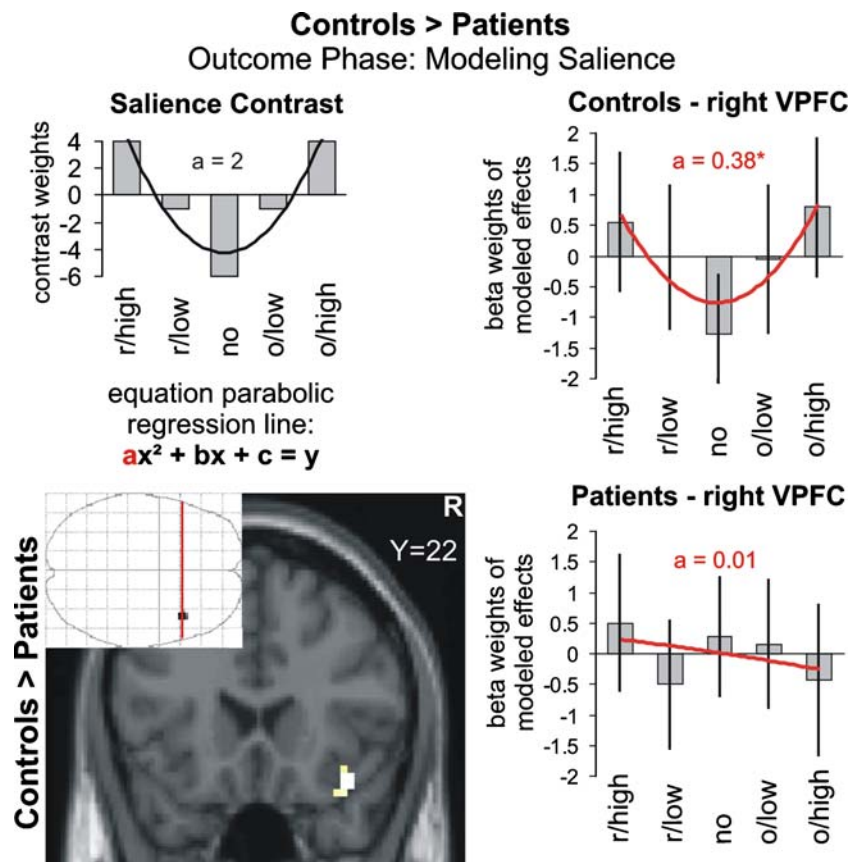 Controls > Patients
Outcome Phase: Modeling Salience
Salience Contrast
contrast weights
4
2
0
-2
-4
-6
a = 2
r/high
r/low
no
o/low
o/high
equation parabolic
regression line:
ax² + bx + c = y
Controls - right VPFC
beta weights of
modeled effects
2
1.5
1
0.5
0
-0.5
-1
-1.5
-2
a = 0.38*
r/high
r/low
no
o/low
o/high
Controls > Patients
R
Y=22
Patients - right VPFC
beta weights of
modeled effects
2
1.5
1
0.5
0
-0.5
-1
-1.5
-2
a = 0.01
r/high
r/low
no
o/low
o/high